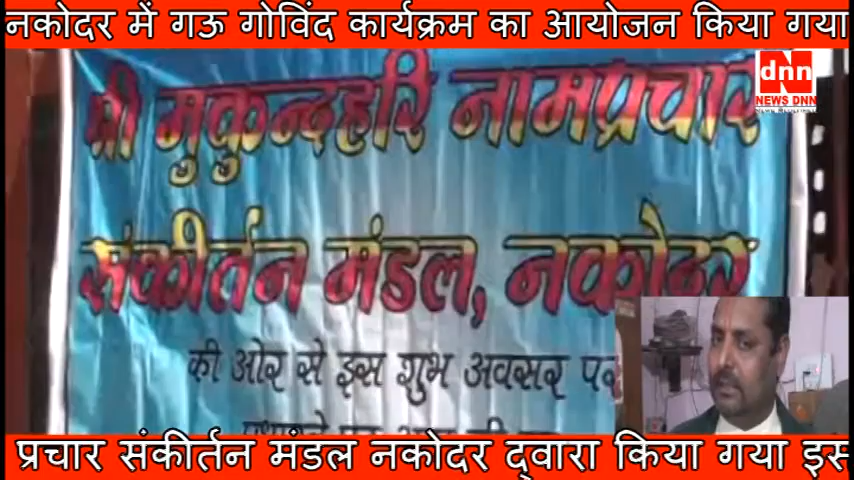 नकोदर में गऊ गोविंद कार्यक्रम का आयोजन किया गया
dnn
NEWS DNN
श्री मुकुन्दहरि नामप्रचार
संकीर्तन मंडल, नकोदर
की ओर से इस शुभ अवसर पर
प्रचार संकीर्तन मंडल नकोदर द्वारा किया गया इस